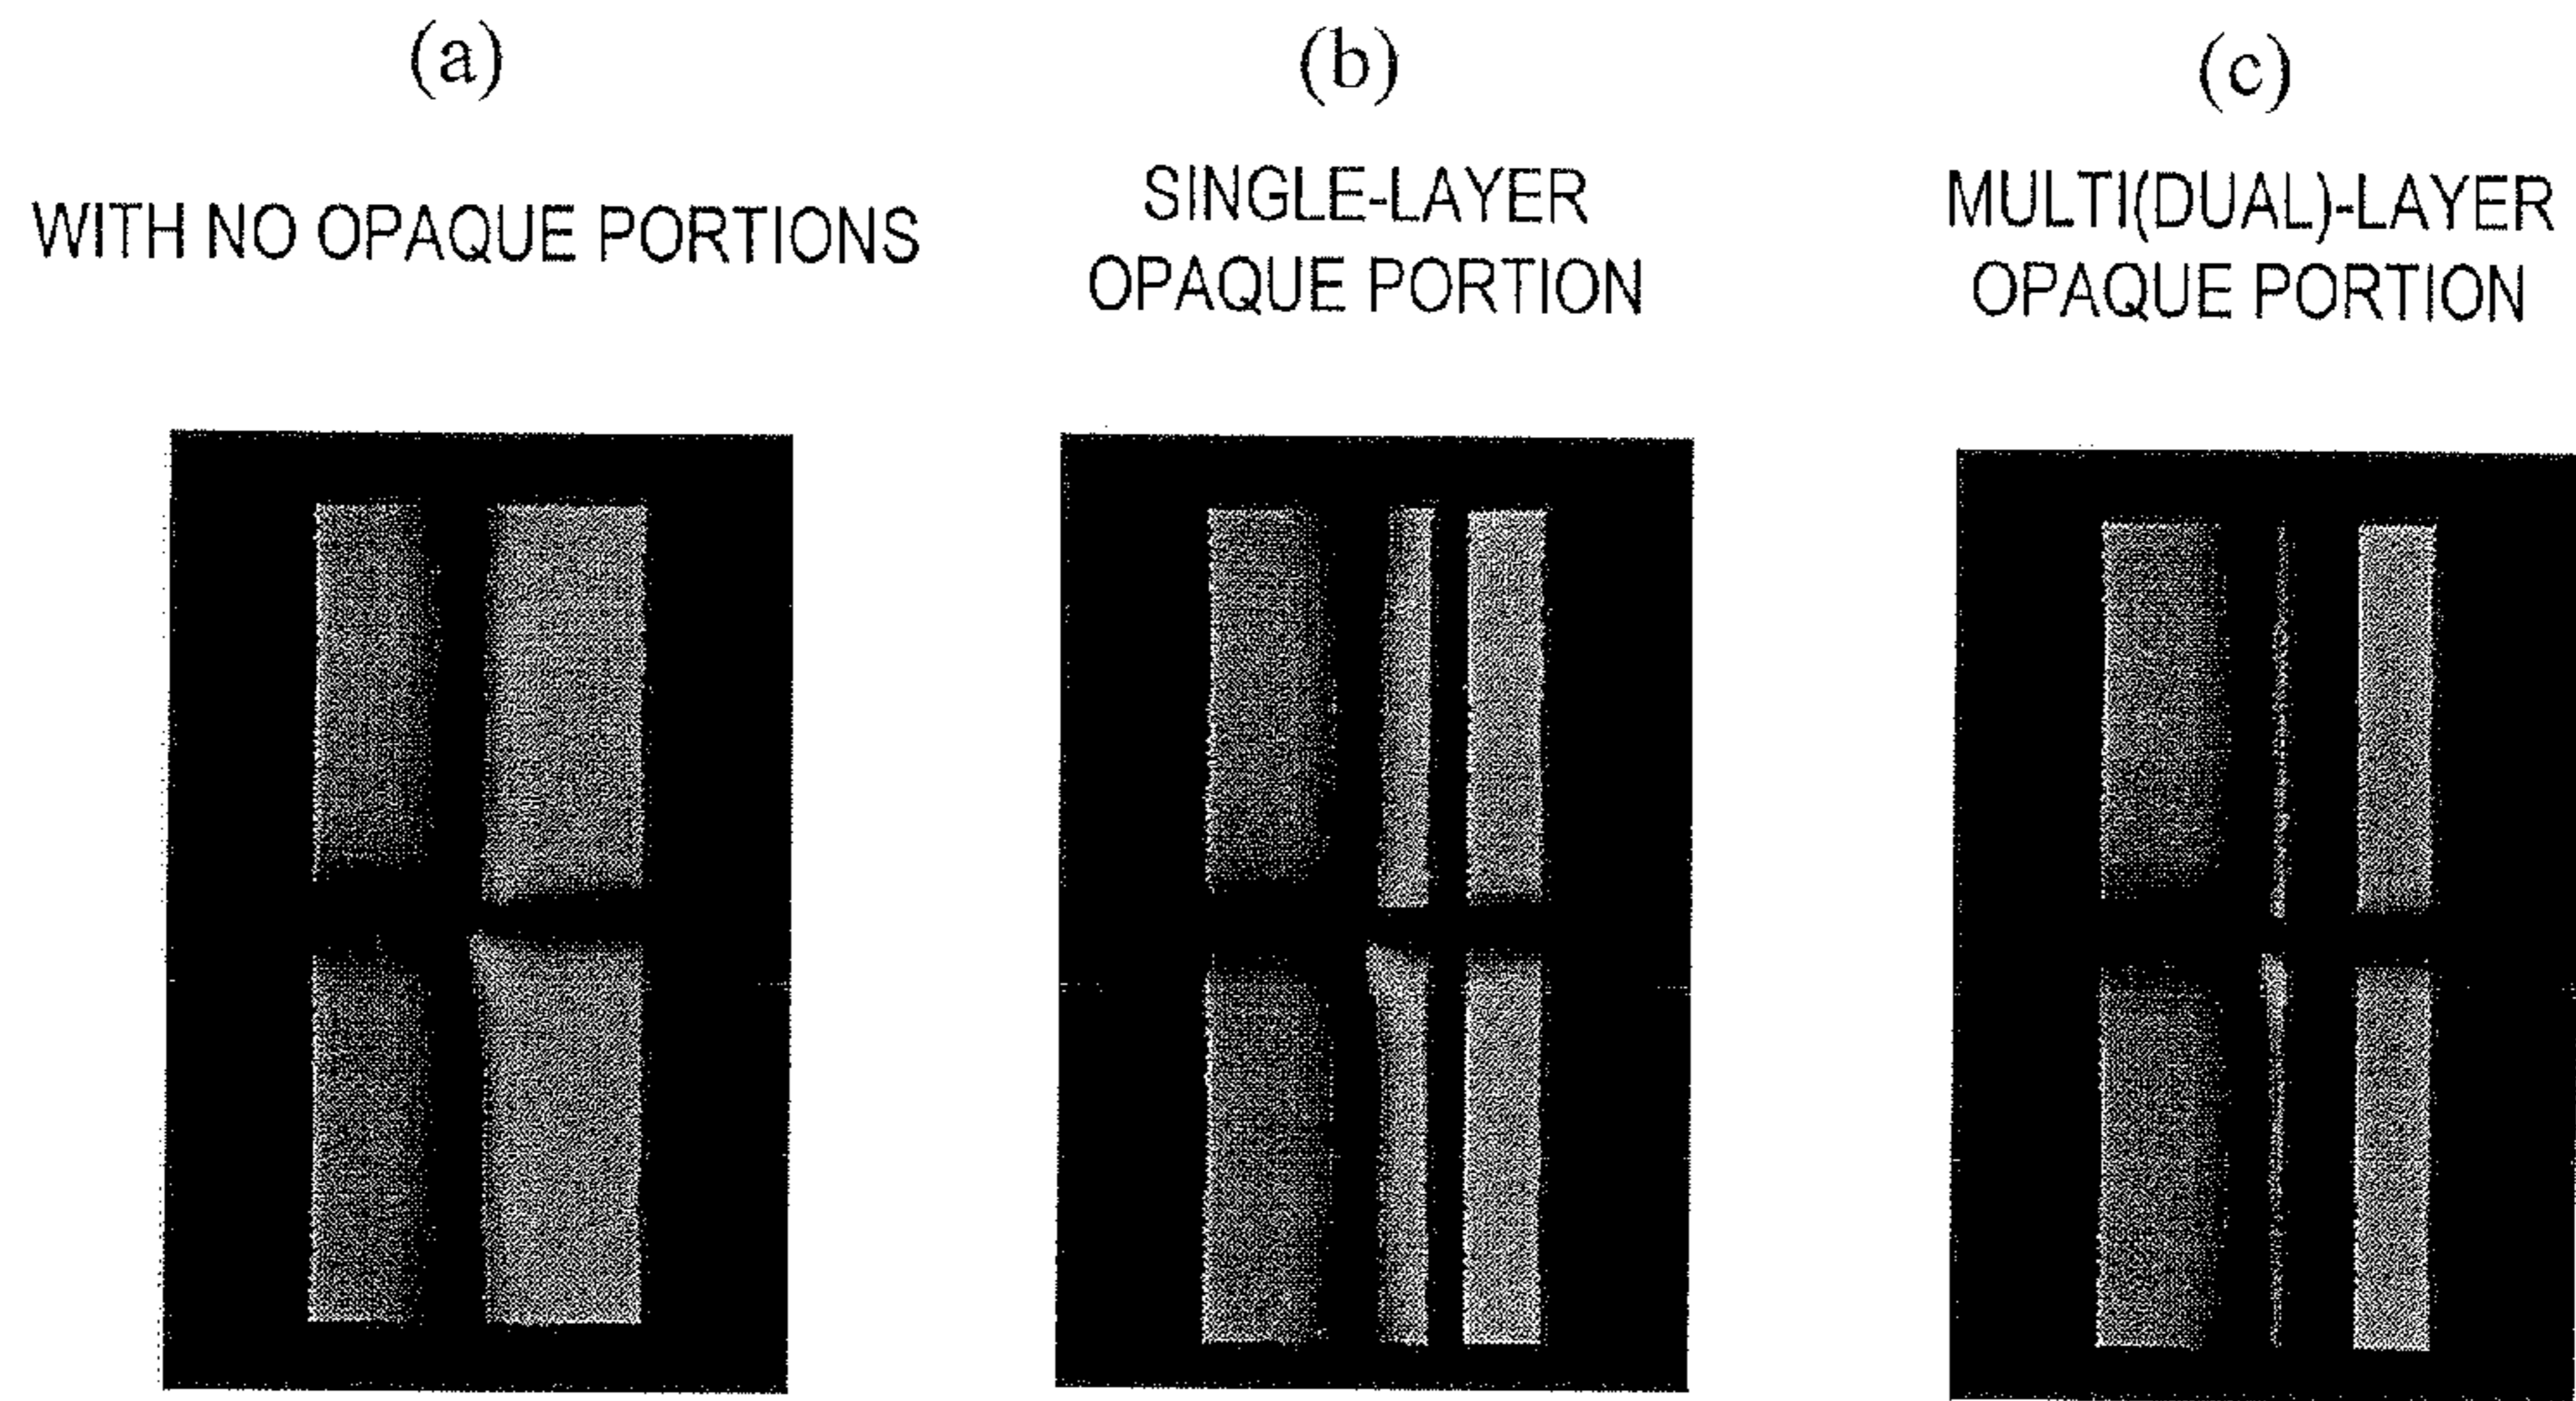 (a)
WITH NO OPAQUE PORTIONS
(b)
SINGLE-LAYER
OPAQUE PORTION
(c)
MULTI(DUAL)-LAYER
OPAQUE PORTION